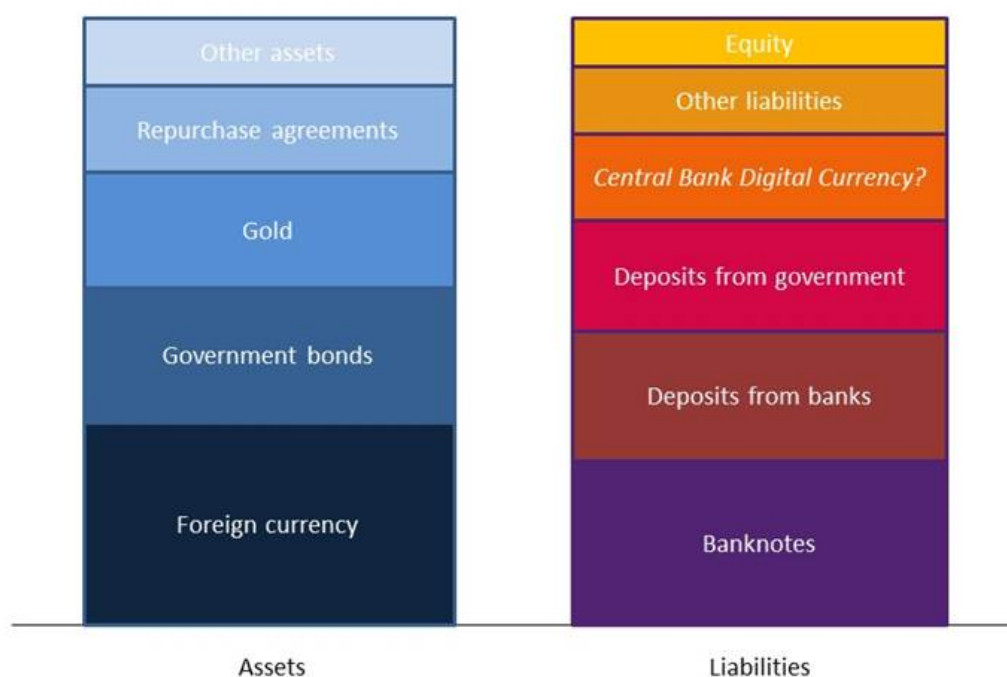 Other assets
Repurchase agreements
Gold
Government bonds
Foreign currency
Assets
Equity
Other liabilities
Central Bank Digital Currency?
Deposits from government
Deposits from banks
Banknotes
Liabilities